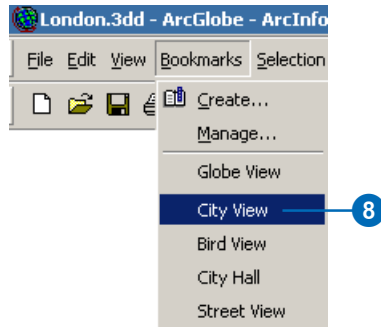 London.3dd - ArcGlobe - ArcInfo
File Edit View Bookmarks Selection
Create...
Manage...
Globe View
City View
8
Bird View
City Hall
Street View